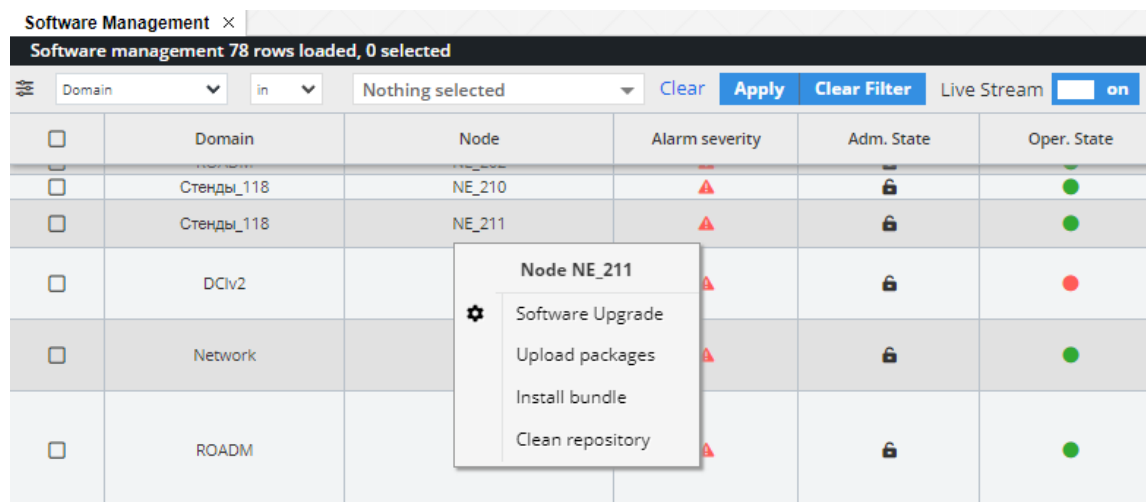 Software Management ×
Software management 78 rows loaded, 0 selected
Domain in Nothing selected Clear Apply Clear Filter Live Stream on
Domain Node Alarm severity Adm. State Oper. State
Стенды_118 NE_210
Стенды_118 NE_211
Node NE_211
DCIv2
Software Upgrade
Network
Upload packages
Install bundle
Clean repository
ROADM